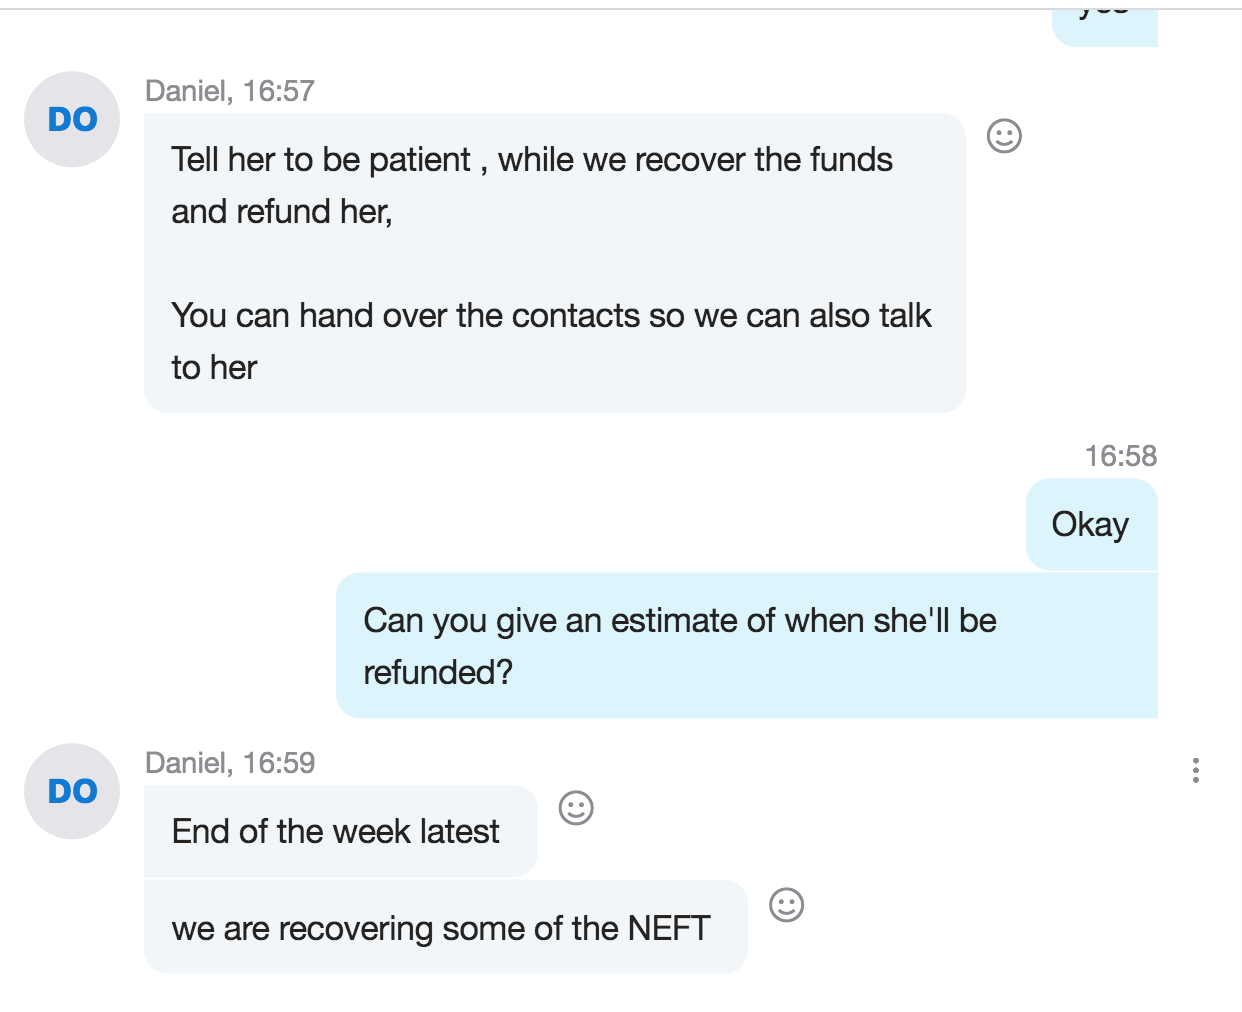 Daniel, 16:57
DO
Tell her to be patient , while we recover the funds
and refund her,
You can hand over the contacts so we can also talk
to her
16:58
Okay
Can you give an estimate of when she'll be
refunded?
Daniel, 16:59
DO
End of the week latest
we are recovering some of the NEFT